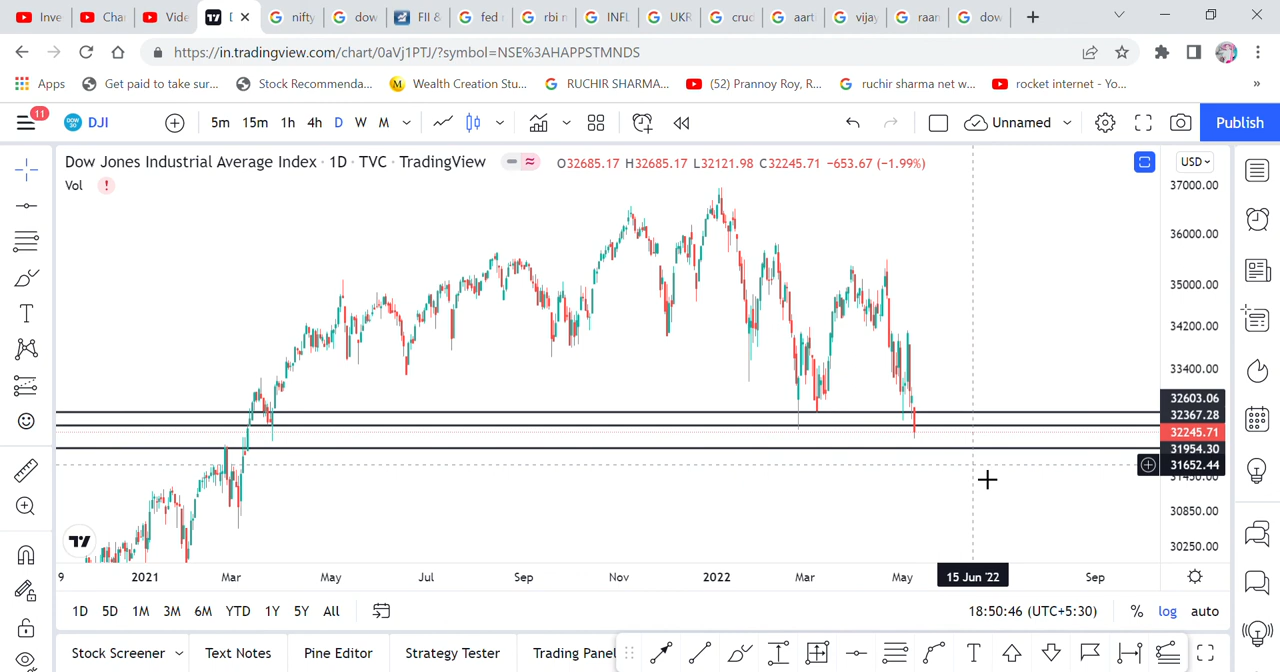 Inve
Cha
Vide
nifty
dow
FII &
fed
rbi
INFL
UKR
cruc
aart
vijay
raan
dow
https://in.tradingview.com/chart/0aVj1PTJ/?symbol=NSE%3AHAPPSTMNDS
Apps
Get paid to take sur...
Stock Recommenda...
M
Wealth Creation Stu...
RUCHIR SHARMA...
(52) Prannoy Roy, R...
ruchir sharma net w...
rocket internet - Yo...
»
11
DJI
5m 15m 1h 4h D W M
Unnamed
Publish
Dow Jones Industrial Average Index · 1D · TVC · TradingView
O32685.17 H32685.17 L32121.98 C32245.71 −653.67 (−1.99%)
USD
Vol
!
37000.00
36000.00
35000.00
34200.00
33400.00
32603.06
32367.28
32245.71
31954.30
31652.44
31450.00
30850.00
30250.00
9 2021 Mar May Jul Sep Nov 2022 Mar May 15 Jun '22 Sep
1D 5D 1M 3M 6M YTD 1Y 5Y All
18:50:46 (UTC+5:30) % log auto
Stock Screener
Text Notes
Pine Editor
Strategy Tester
Trading Panel